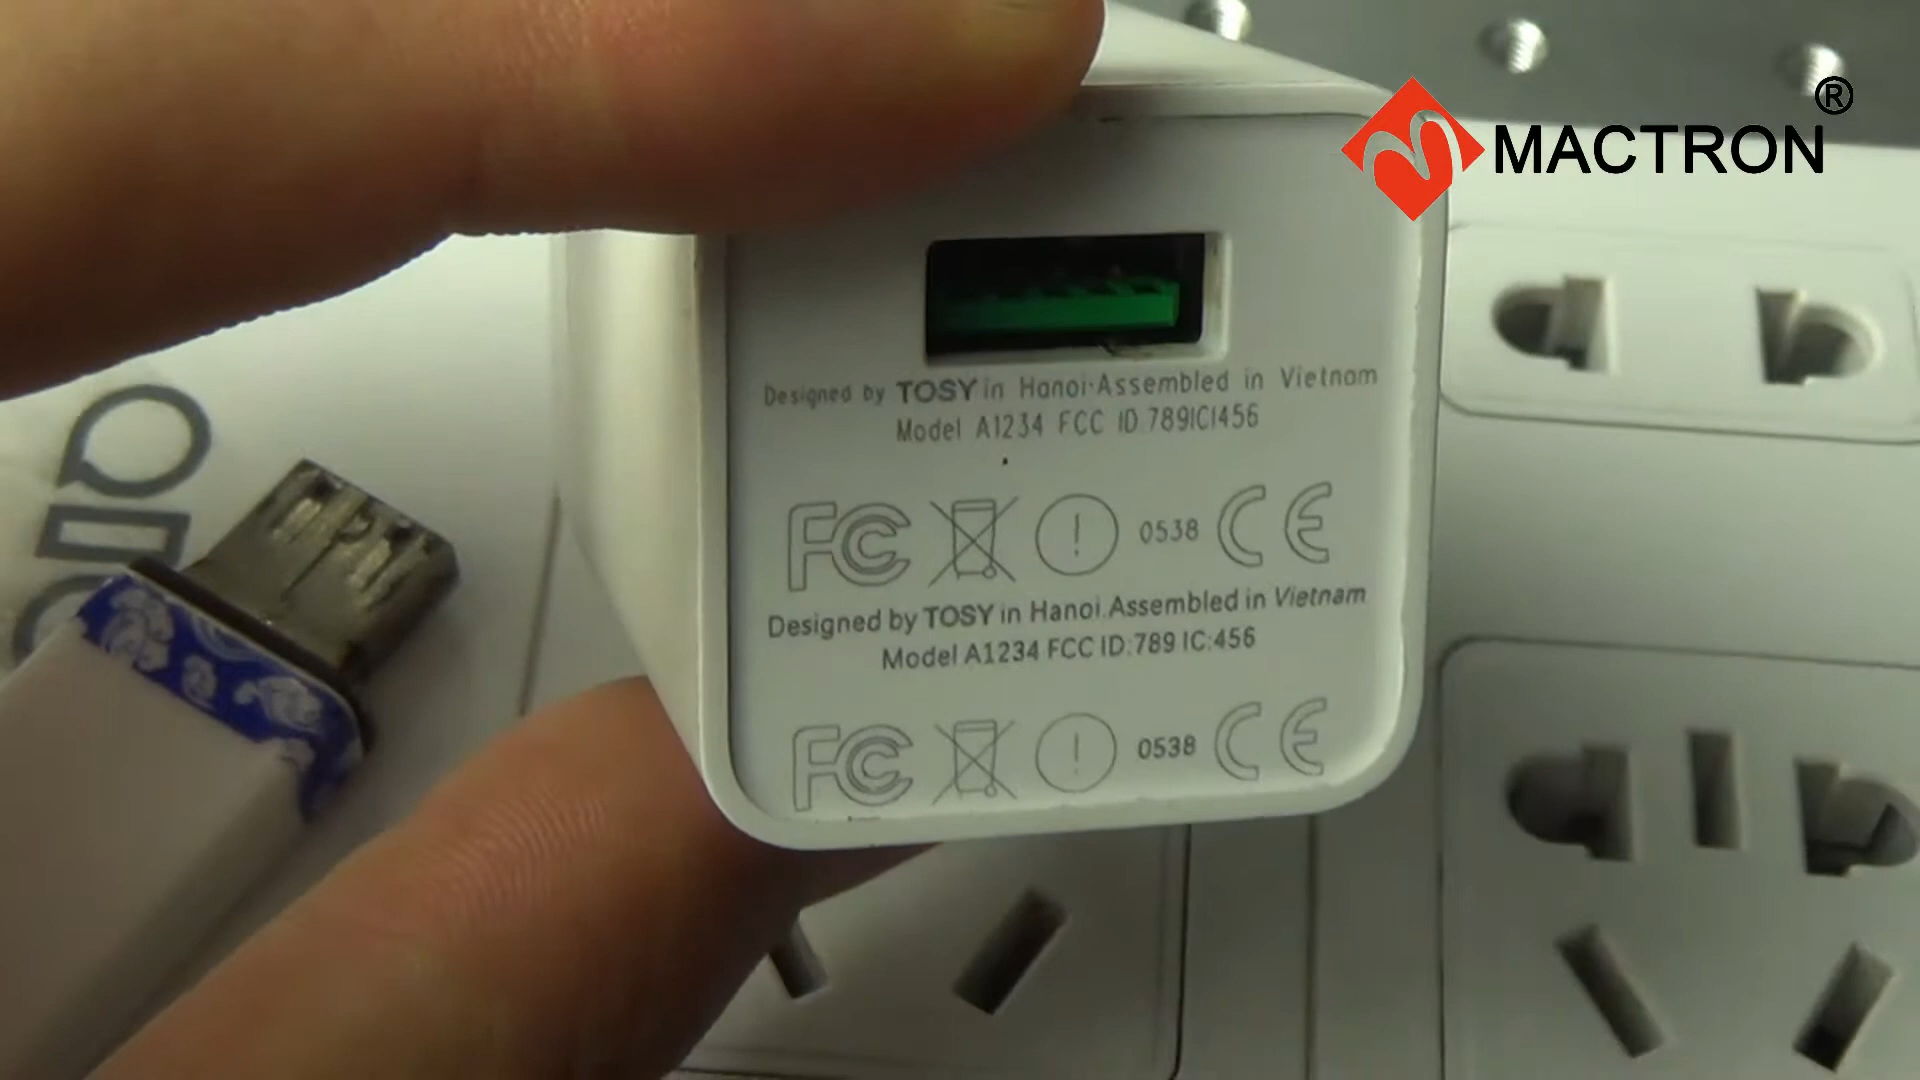 MACTRON®
Designed by TOSY in Hanoi·Assembled in Vietnam
Model A1234 FCC ID 789ICI456
FC 0538 CE
Designed by TOSY in Hanoi.Assembled in Vietnam
Model A1234 FCC ID:789 IC:456
FC 0538 CE